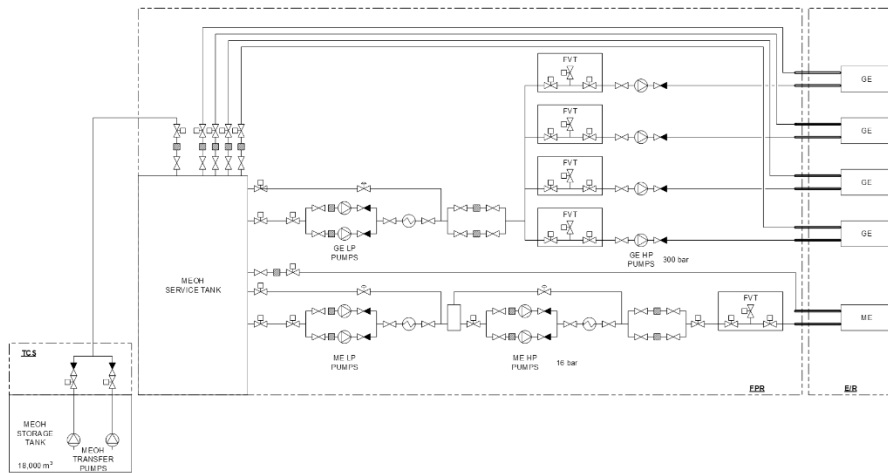 FVT
GE
FVT
GE
FVT
GE
FVT
GE
GE LP
PUMPS
GE HP
PUMPS
300 bar
MEOH
SERVICE TANK
FVT
ME
ME LP
PUMPS
ME HP
PUMPS
16 bar
TCS
FPR
E/R
MEOH
STORAGE
TANK
MEOH
TRANSFER
PUMPS
18,000 m³